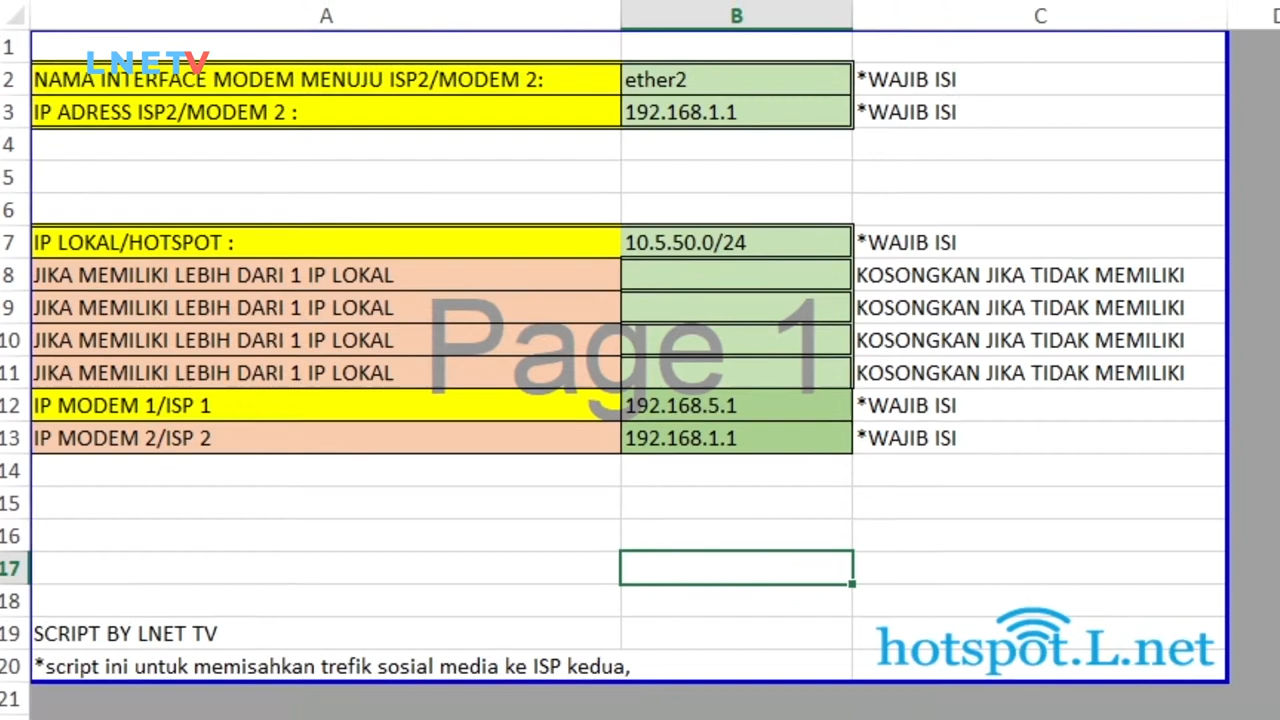 A B C D
1
LNETV
2 NAMA INTERFACE MODEM MENUJU ISP2/MODEM 2: ether2 *WAJIB ISI
3 IP ADRESS ISP2/MODEM 2 : 192.168.1.1 *WAJIB ISI
4
5
6
7 IP LOKAL/HOTSPOT : 10.5.50.0/24 *WAJIB ISI
8 JIKA MEMILIKI LEBIH DARI 1 IP LOKAL KOSONGKAN JIKA TIDAK MEMILIKI
9 JIKA MEMILIKI LEBIH DARI 1 IP LOKAL KOSONGKAN JIKA TIDAK MEMILIKI
Page 1
10 JIKA MEMILIKI LEBIH DARI 1 IP LOKAL KOSONGKAN JIKA TIDAK MEMILIKI
11 JIKA MEMILIKI LEBIH DARI 1 IP LOKAL KOSONGKAN JIKA TIDAK MEMILIKI
12 IP MODEM 1/ISP 1 192.168.5.1 *WAJIB ISI
13 IP MODEM 2/ISP 2 192.168.1.1 *WAJIB ISI
14
15
16
17
18
19 SCRIPT BY LNET TV
hotspot.L.net
20 *script ini untuk memisahkan trefik sosial media ke ISP kedua,
21